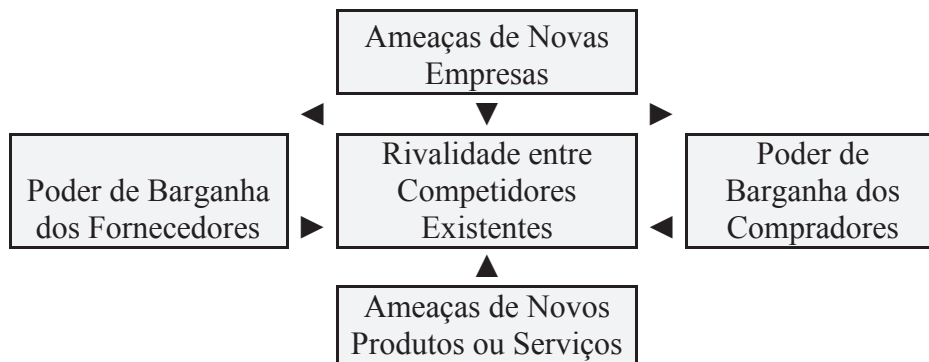 Ameaças de Novas
Empresas
Poder de Barganha
dos Fornecedores
Rivalidade entre
Competidores
Existentes
Poder de
Barganha dos
Compradores
Ameaças de Novos
Produtos ou Serviços